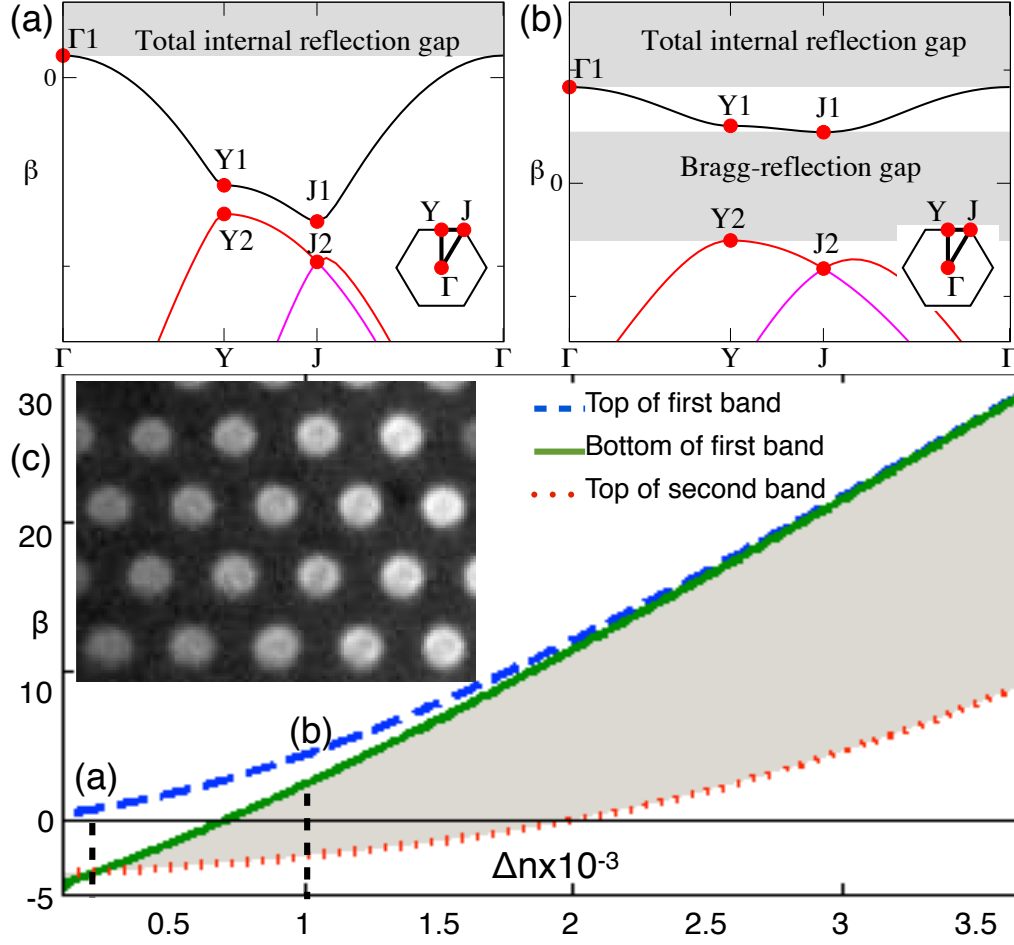 (a)
Total internal reflection gap
Γ1
0
β
Y1
J1
Y2
J2
Y J
Γ
Γ Y J Γ
(b)
Total internal reflection gap
Γ1
Y1
J1
β 0
Bragg-reflection gap
Y2
J2
Y J
Γ
Γ Y J Γ
(c)
30
20
β
10
0
-5
Top of first band
Bottom of first band
Top of second band
(a)
(b)
Δnx10⁻³
0.5 1 1.5 2 2.5 3 3.5